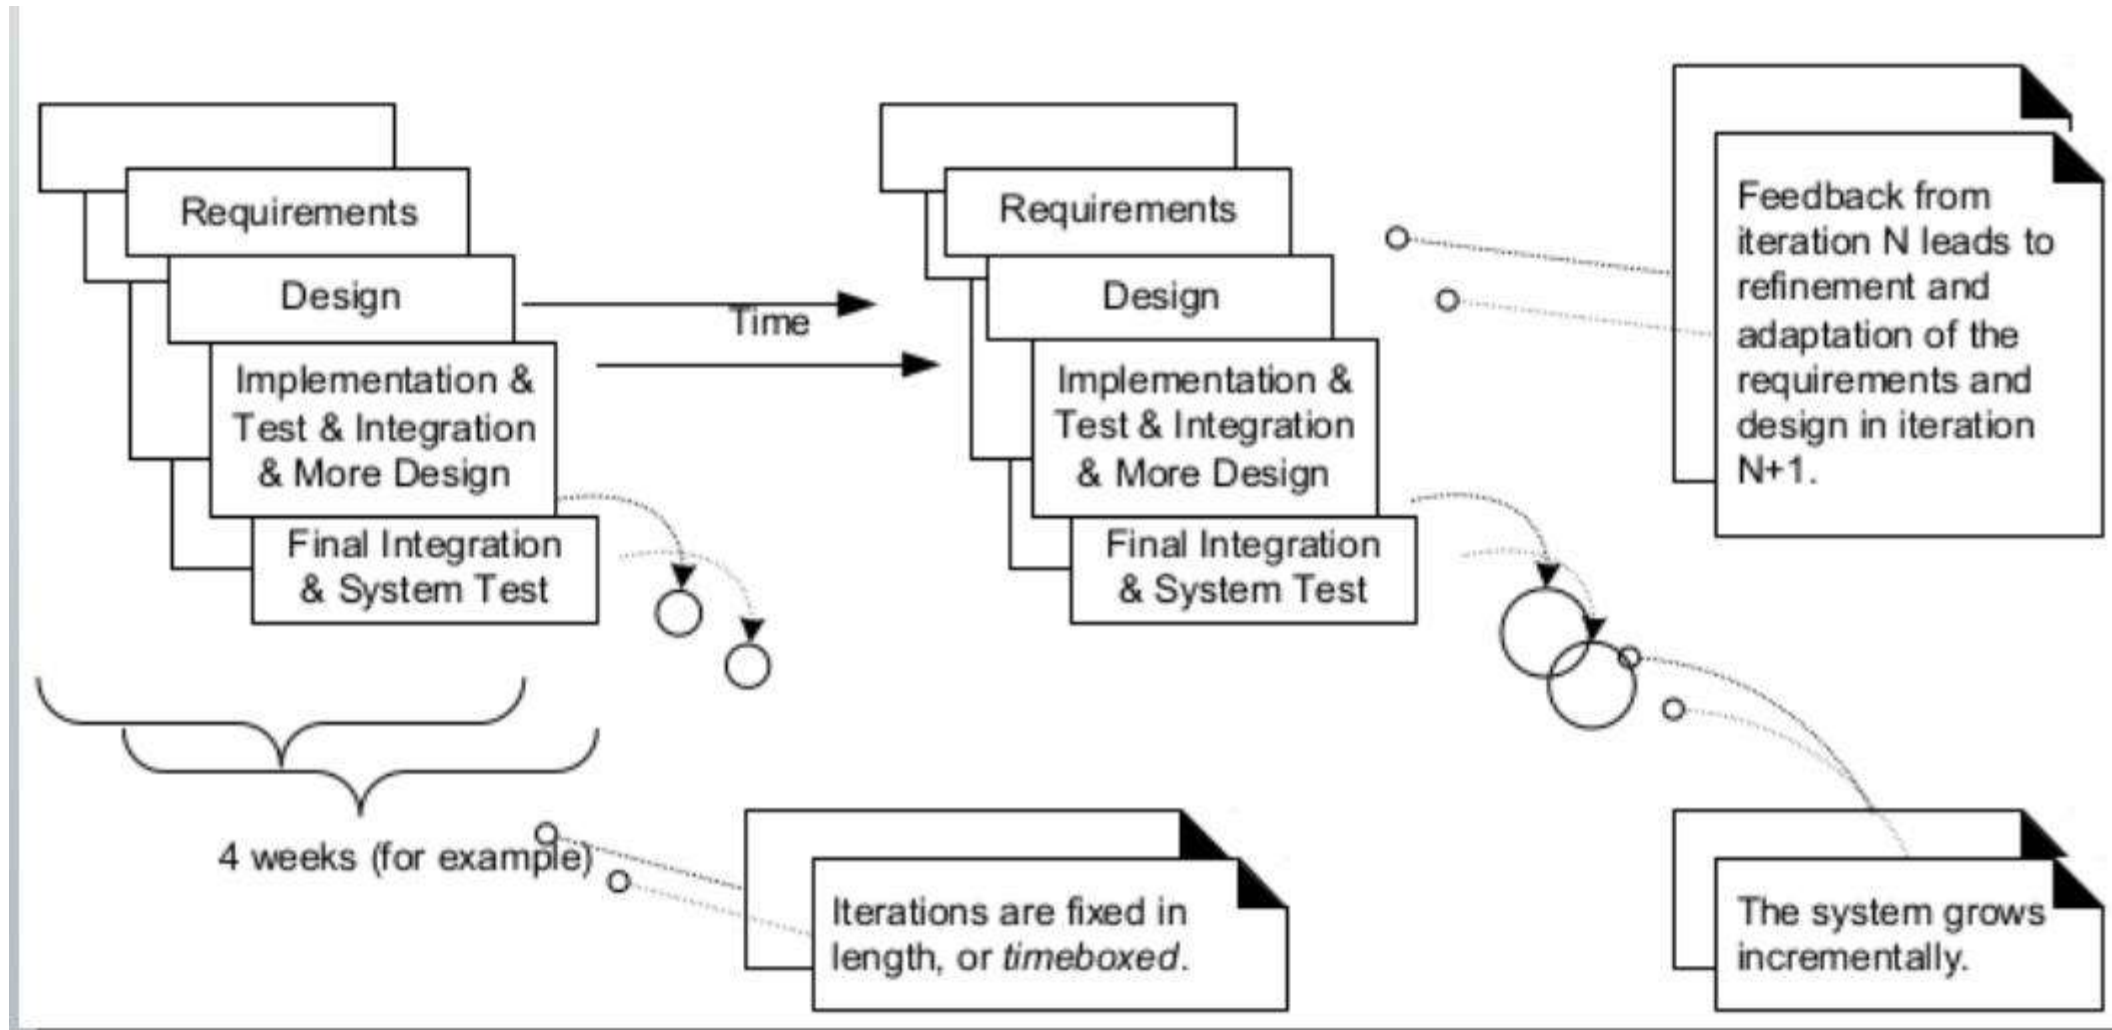 Requirements
Design
Implementation &
Test & Integration
& More Design
Final Integration
& System Test
Time
Requirements
Design
Implementation &
Test & Integration
& More Design
Final Integration
& System Test
Feedback from
iteration N leads to
refinement and
adaptation of the
requirements and
design in iteration
N+1.
4 weeks (for example)
Iterations are fixed in
length, or timeboxed.
The system grows
incrementally.